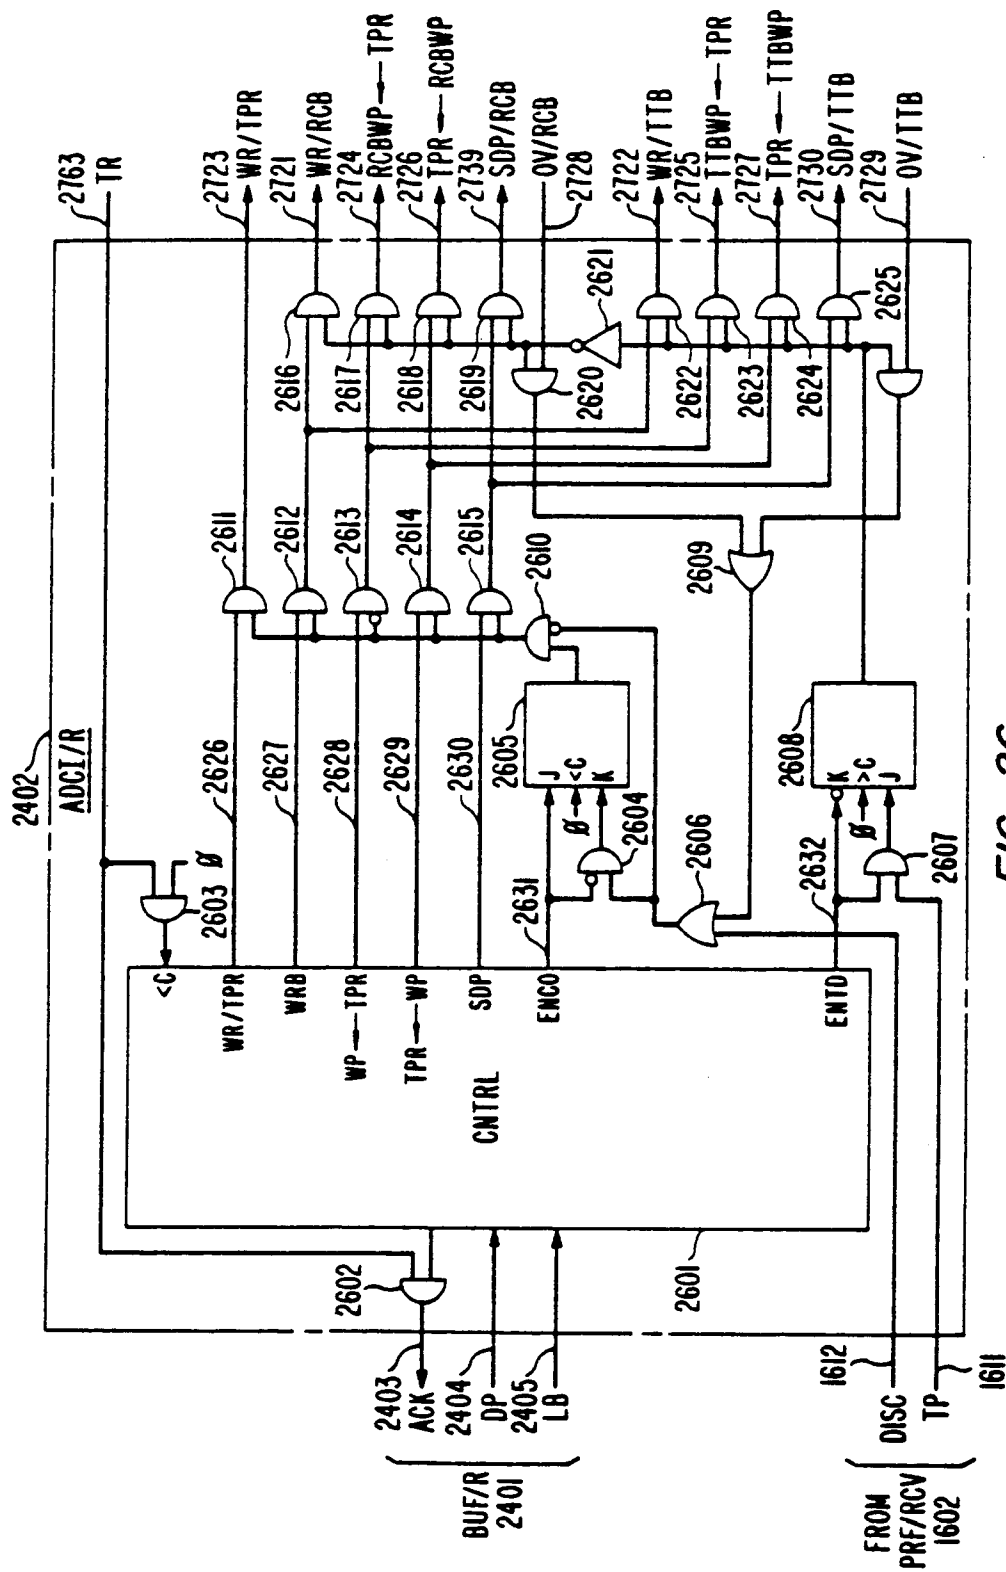 2402
ADCI/R
2763
TR
2723
WR/TPR
2721
WR/RCB
2724
RCBWP → TPR
2726
TPR → RCBWP
2739
SDP/RCB
OV/RCB
2728
2722
WR/TTB
2725
TTBWP → TPR
2727
TPR → TTBWP
2730
SDP/TTB
OV/TTB
2729
2603
Ø
<C
2626
WR/TPR
2627
WRB
2628
WP → TPR
2629
TPR → WP
2630
SDP
2631
ENCO
2632
ENTD
CNTRL
2601
2611
2612
2613
2614
2615
2610
2616
2617
2618
2619
2620
2621
2622
2623
2624
2625
2609
2605
J
Ø
<C
K
2604
2606
2608
K
Ø
>C
J
2607
2602
2403
ACK
2404
DP
2405
LB
BUF/R
2401
1612
DISC
TP
1611
FROM
PRF/RCV
1602